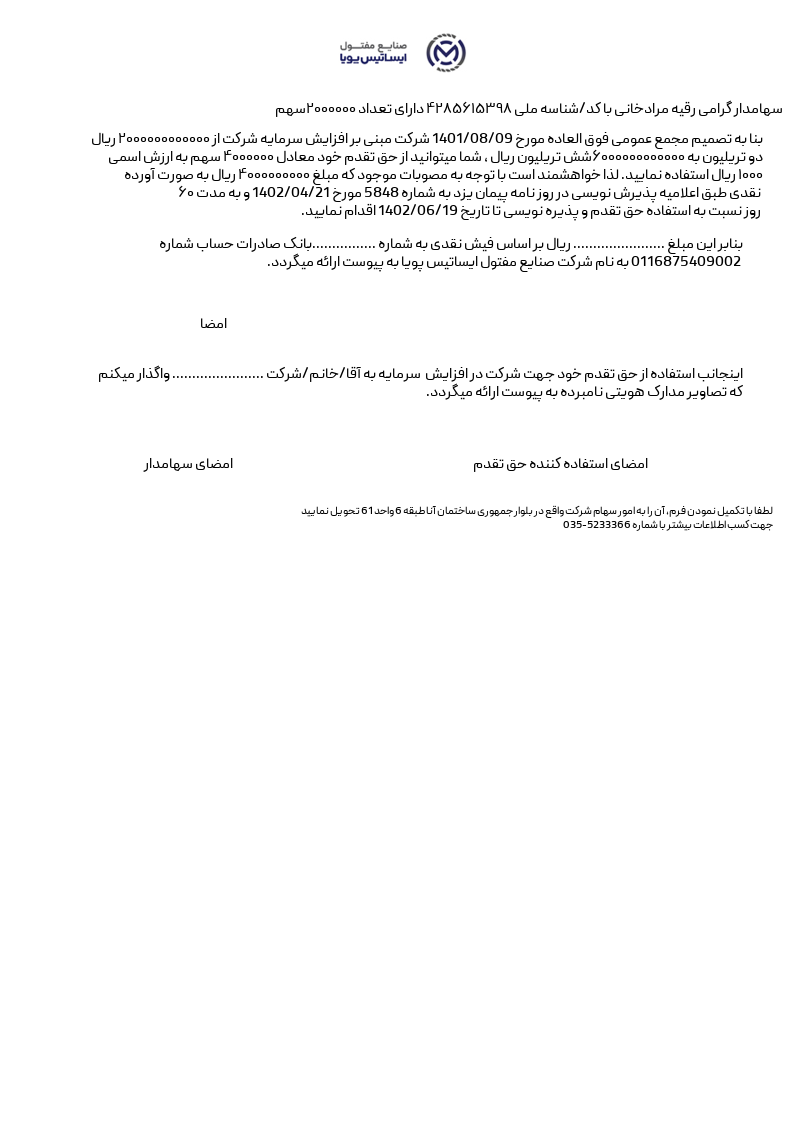 صنایع مفتول
ایساتیس پویا
سهامدار گرامی رقیه مرادخانی با کد/شناسه ملی ۴۲۸۵۶۱۵۳۹۸ دارای تعداد ۲۰۰۰۰۰۰سهم
بنا به تصمیم مجمع عمومی فوق العاده مورخ 1401/08/09 شرکت مبنی بر افزایش سرمایه شرکت از ۲۰۰۰۰۰۰۰۰۰۰۰۰ ریال
دو تریلیون به ۶۰۰۰۰۰۰۰۰۰۰۰۰شش تریلیون ریال ، شما میتوانید از حق تقدم خود معادل ۴۰۰۰۰۰۰ سهم به ارزش اسمی
۱۰۰۰ ریال استفاده نمایید. لذا خواهشمند است با توجه به مصوبات موجود که مبلغ ۴۰۰۰۰۰۰۰۰۰ ریال به صورت آورده
نقدی طبق اعلامیه پذیرش نویسی در روز نامه پیمان یزد به شماره 5848 مورخ 1402/04/21 و به مدت ۶۰
روز نسبت به استفاده حق تقدم و پذیره نویسی تا تاریخ 1402/06/19 اقدام نمایید.
بنابر این مبلغ ....................... ریال بر اساس فیش نقدی به شماره ................بانک صادرات حساب شماره
0116875409002 به نام شرکت صنایع مفتول ایساتیس پویا به پیوست ارائه میگردد.
امضا
اینجانب استفاده از حق تقدم خود جهت شرکت در افزایش سرمایه به آقا/خانم/شرکت ....................... واگذار میکنم
که تصاویر مدارک هویتی نامبرده به پیوست ارائه میگردد.
امضای استفاده کننده حق تقدم امضای سهامدار
لطفا با تکمیل نمودن فرم، آن را به امور سهام شرکت واقع در بلوار جمهوری ساختمان آنا طبقه 6 واحد 61 تحویل نمایید
جهت کسب اطلاعات بیشتر با شماره 5233366-035